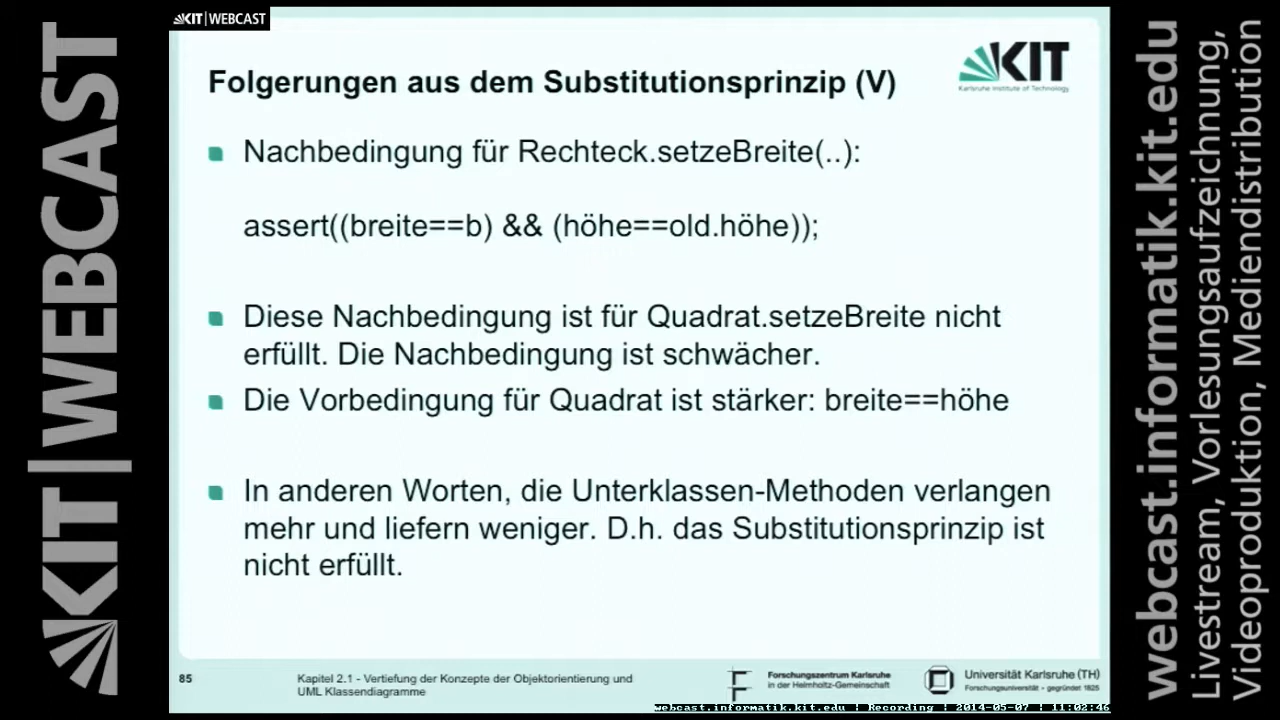 KIT|WEBCAST
KIT|WEBCAST
KIT
Karlsruhe Institute of Technology
Folgerungen aus dem Substitutionsprinzip (V)
Nachbedingung für Rechteck.setzeBreite(..):
assert((breite==b) && (höhe==old.höhe));
Diese Nachbedingung ist für Quadrat.setzeBreite nicht
erfüllt. Die Nachbedingung ist schwächer.
Die Vorbedingung für Quadrat ist stärker: breite==höhe
In anderen Worten, die Unterklassen-Methoden verlangen
mehr und liefern weniger. D.h. das Substitutionsprinzip ist
nicht erfüllt.
85
Kapitel 2.1 - Vertiefung der Konzepte der Objektorientierung und
UML Klassendiagramme
Forschungszentrum Karlsruhe
in der Helmholtz-Gemeinschaft
Universität Karlsruhe (TH)
Forschungsuniversität - gegründet 1825
webcast.informatik.kit.edu | Recording | 2014-05-07 | 11:02:46
webcast.informatik.kit.edu
Livestream, Vorlesungsaufzeichnung,
Videoproduktion, Mediendistribution